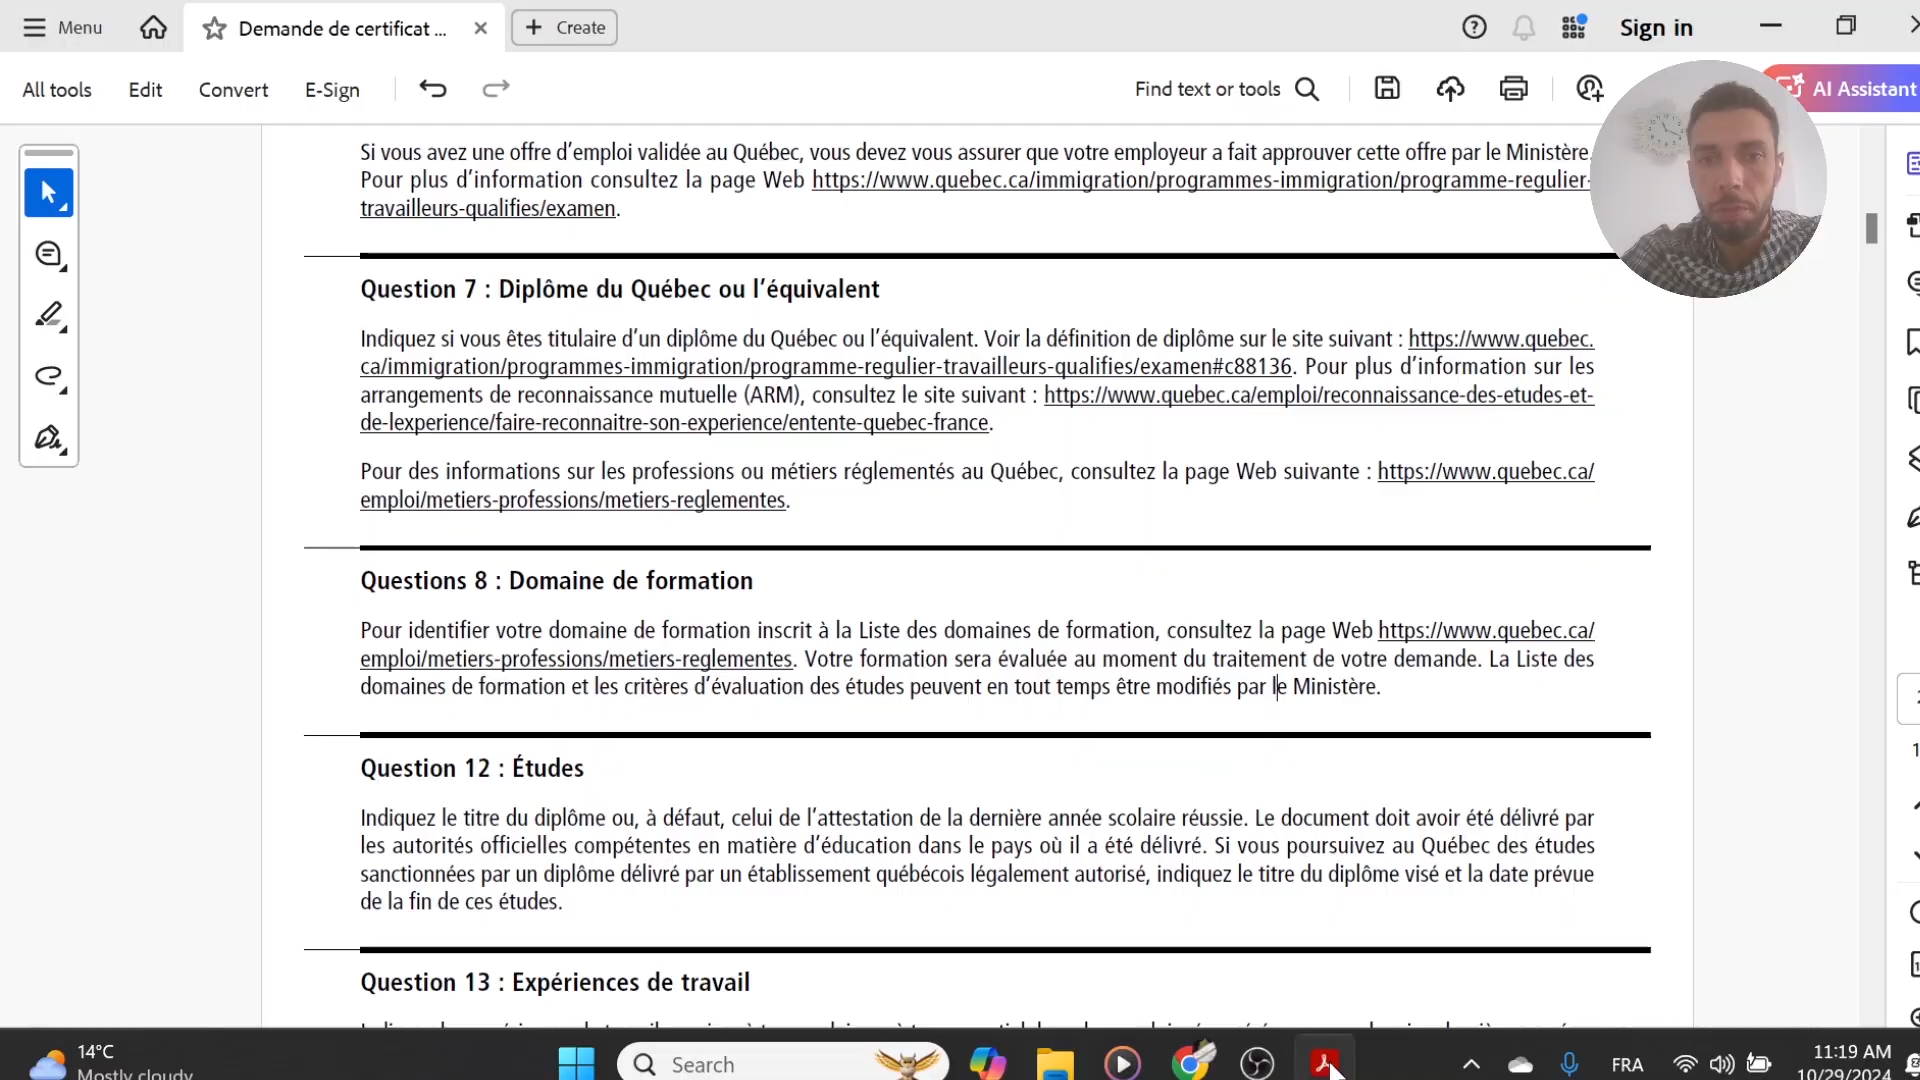 Menu
Demande de certificat ...
Create
Sign in
All tools
Edit
Convert
E-Sign
Find text or tools
AI Assistant
Si vous avez une offre d’emploi validée au Québec, vous devez vous assurer que votre employeur a fait approuver cette offre par le Ministère.
Pour plus d’information consultez la page Web https://www.quebec.ca/immigration/programmes-immigration/programme-regulier-
travailleurs-qualifies/examen.
Question 7 : Diplôme du Québec ou l’équivalent
Indiquez si vous êtes titulaire d’un diplôme du Québec ou l’équivalent. Voir la définition de diplôme sur le site suivant : https://www.quebec.
ca/immigration/programmes-immigration/programme-regulier-travailleurs-qualifies/examen#c88136. Pour plus d’information sur les
arrangements de reconnaissance mutuelle (ARM), consultez le site suivant : https://www.quebec.ca/emploi/reconnaissance-des-etudes-et-
de-lexperience/faire-reconnaitre-son-experience/entente-quebec-france.
Pour des informations sur les professions ou métiers réglementés au Québec, consultez la page Web suivante : https://www.quebec.ca/
emploi/metiers-professions/metiers-reglementes.
Questions 8 : Domaine de formation
Pour identifier votre domaine de formation inscrit à la Liste des domaines de formation, consultez la page Web https://www.quebec.ca/
emploi/metiers-professions/metiers-reglementes. Votre formation sera évaluée au moment du traitement de votre demande. La Liste des
domaines de formation et les critères d’évaluation des études peuvent en tout temps être modifiés par le Ministère.
Question 12 : Études
Indiquez le titre du diplôme ou, à défaut, celui de l’attestation de la dernière année scolaire réussie. Le document doit avoir été délivré par
les autorités officielles compétentes en matière d’éducation dans le pays où il a été délivré. Si vous poursuivez au Québec des études
sanctionnées par un diplôme délivré par un établissement québécois légalement autorisé, indiquez le titre du diplôme visé et la date prévue
de la fin de ces études.
Question 13 : Expériences de travail
14°C
Mostly cloudy
Search
FRA
11:19 AM
10/29/2024